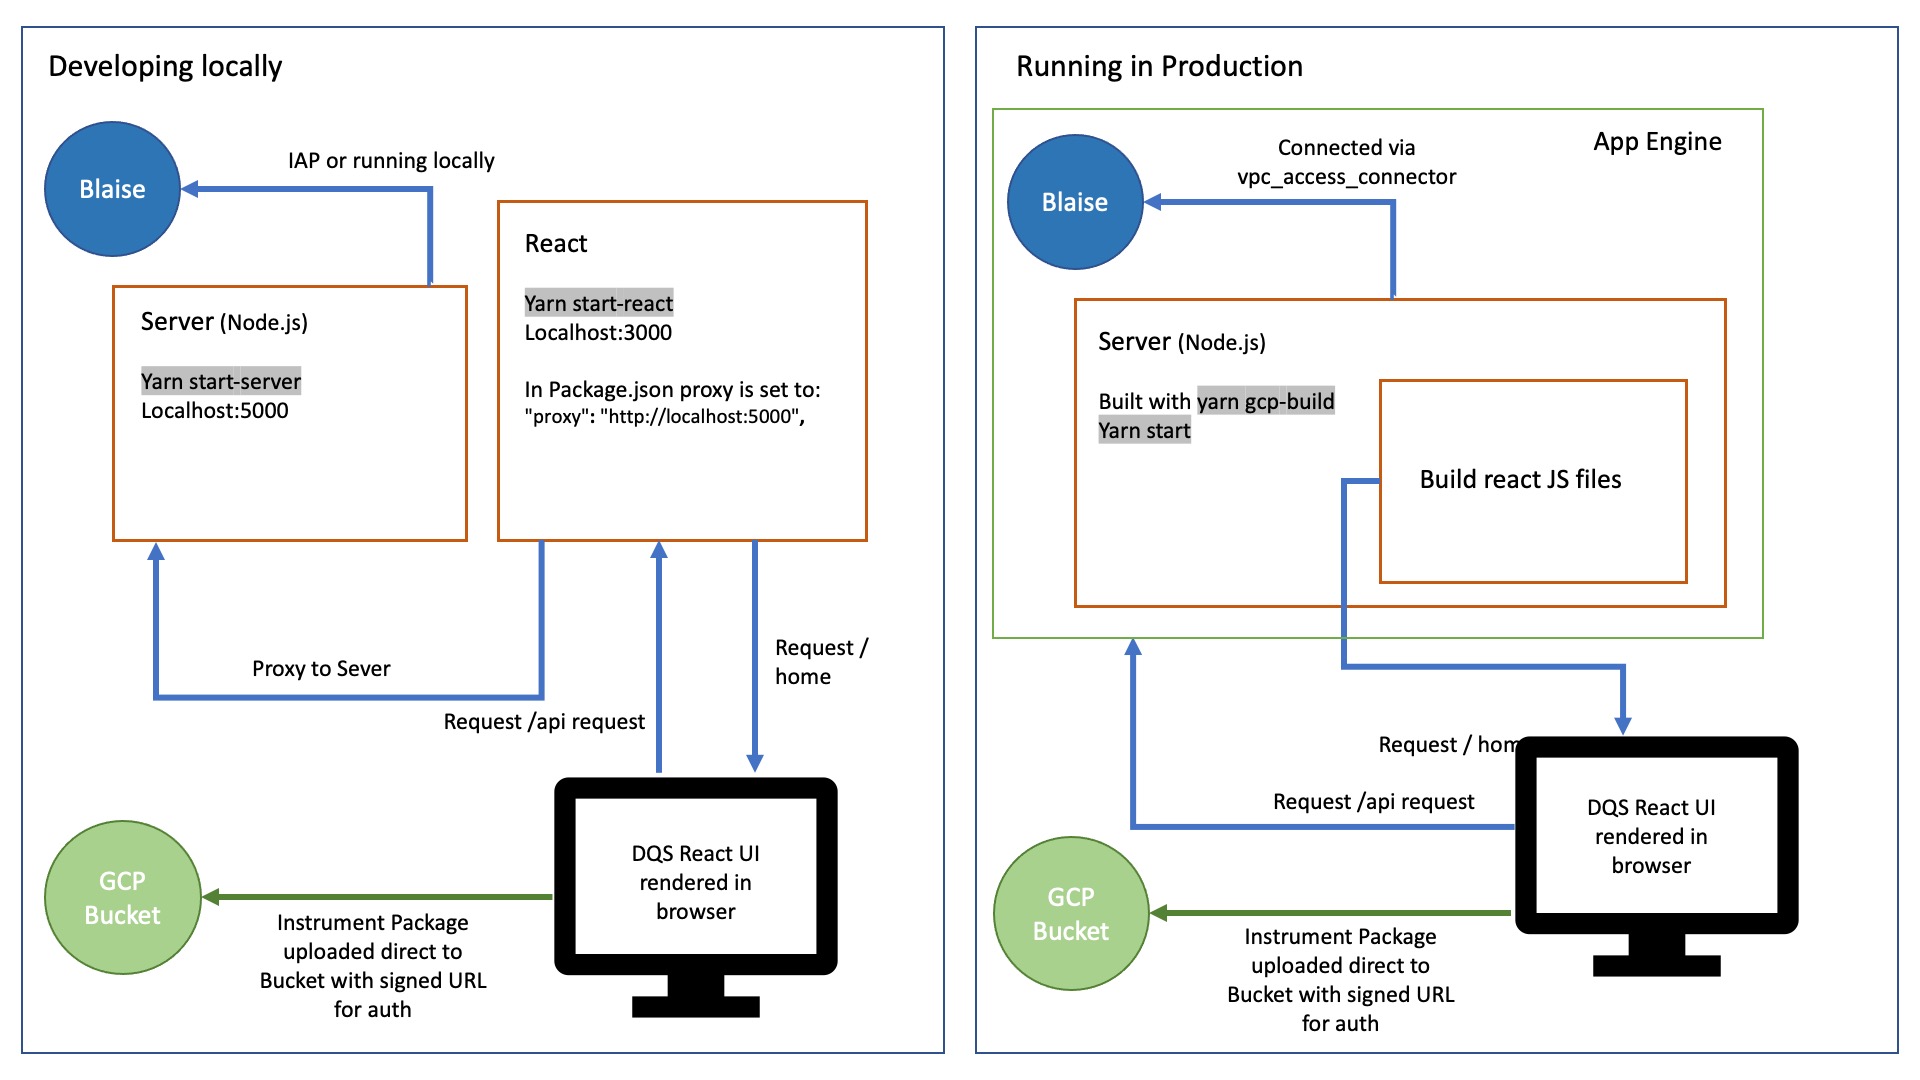 Developing locally
Blaise
IAP or running locally
Server (Node.js)
Yarn start-server
Localhost:5000
React
Yarn start-react
Localhost:3000
In Package.json proxy is set to:
"proxy": "http://localhost:5000",
Proxy to Sever
Request /api request
Request /
home
DQS React UI
rendered in
browser
GCP
Bucket
Instrument Package
uploaded direct to
Bucket with signed URL
for auth
Running in Production
App Engine
Blaise
Connected via
vpc_access_connector
Server (Node.js)
Built with yarn gcp-build
Yarn start
Build react JS files
Request / hom
Request /api request
DQS React UI
rendered in
browser
GCP
Bucket
Instrument Package
uploaded direct to
Bucket with signed URL
for auth